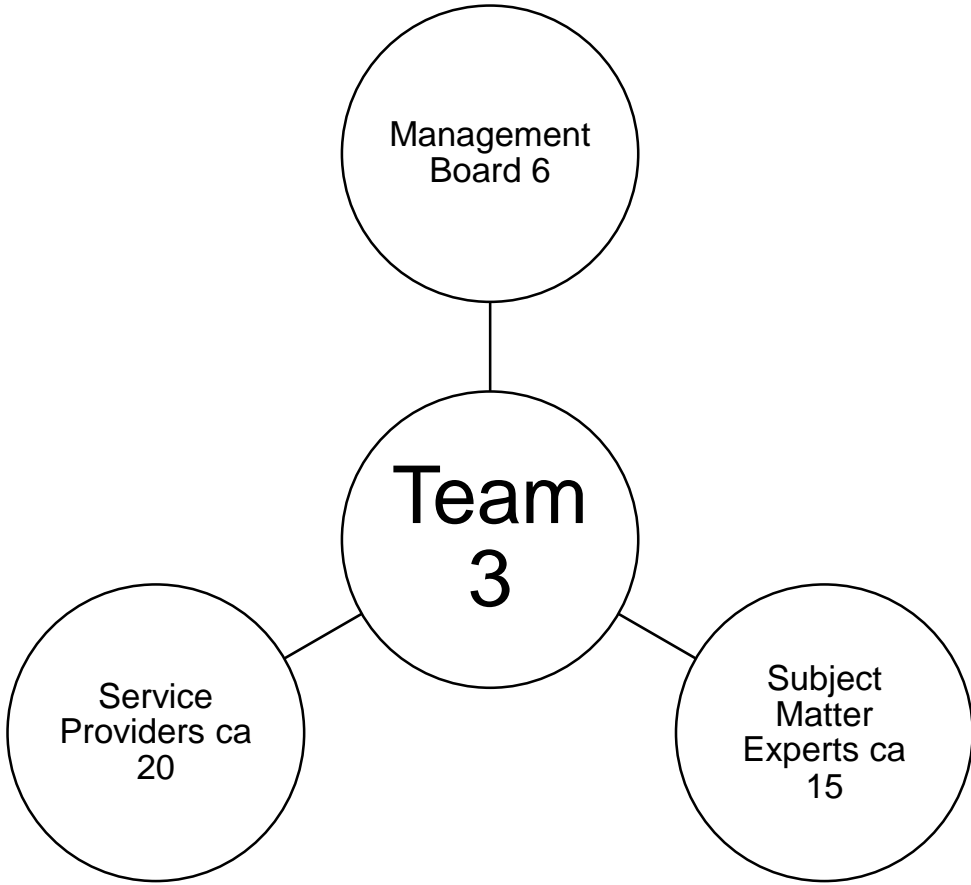 Management
Board 6
Team
3
Service
Providers ca
20
Subject
Matter
Experts ca
15